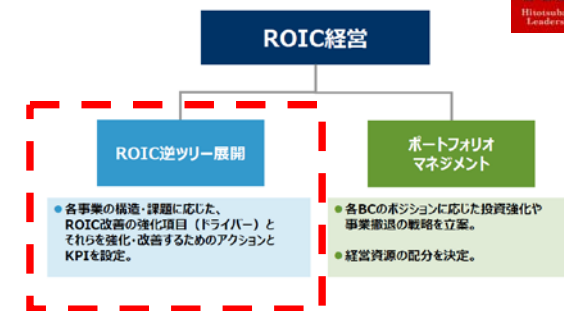 Hitotsub
Leaders
ROIC経営
ROIC逆ツリー展開
ポートフォリオ
マネジメント
●各事業の構造・課題に応じた、
ROIC改善の強化項目（ドライバー）と
それらを強化・改善するためのアクションと
KPIを設定。
●各BCのポジションに応じた投資強化や
事業撤退の戦略を立案。
●経営資源の配分を決定。